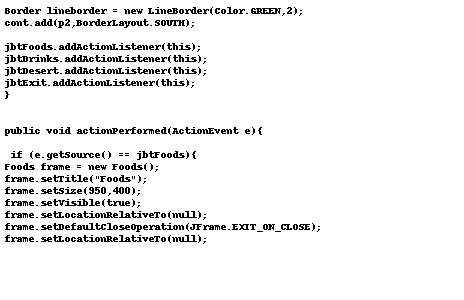 Border lineborder = new LineBorder(Color.GREEN,2);
cont.add(p2,BorderLayout.SOUTH);
jbtFoods.addActionListener(this);
jbtDrinks.addActionListener(this);
jbtDesert.addActionListener(this);
jbtExit.addActionListener(this);
}
public void actionPerformed(ActionEvent e){
if (e.getSource() == jbtFoods){
Foods frame = new Foods();
frame.setTitle("Foods");
frame.setSize(950,400);
frame.setVisible(true);
frame.setLocationRelativeTo(null);
frame.setDefaultCloseOperation(JFrame.EXIT_ON_CLOSE);
frame.setLocationRelativeTo(null);